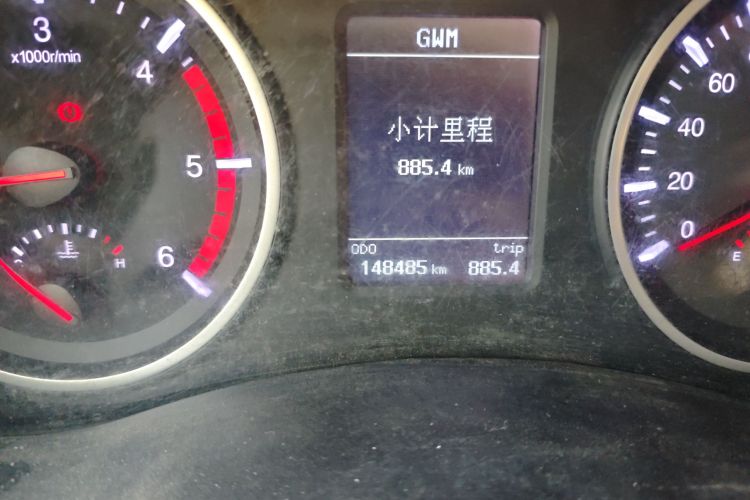 3
x1000r/min
4
5
6
H
GWM
小计里程
885.4 km
ODO trip
148485 km 885.4
60
40
20
0
E